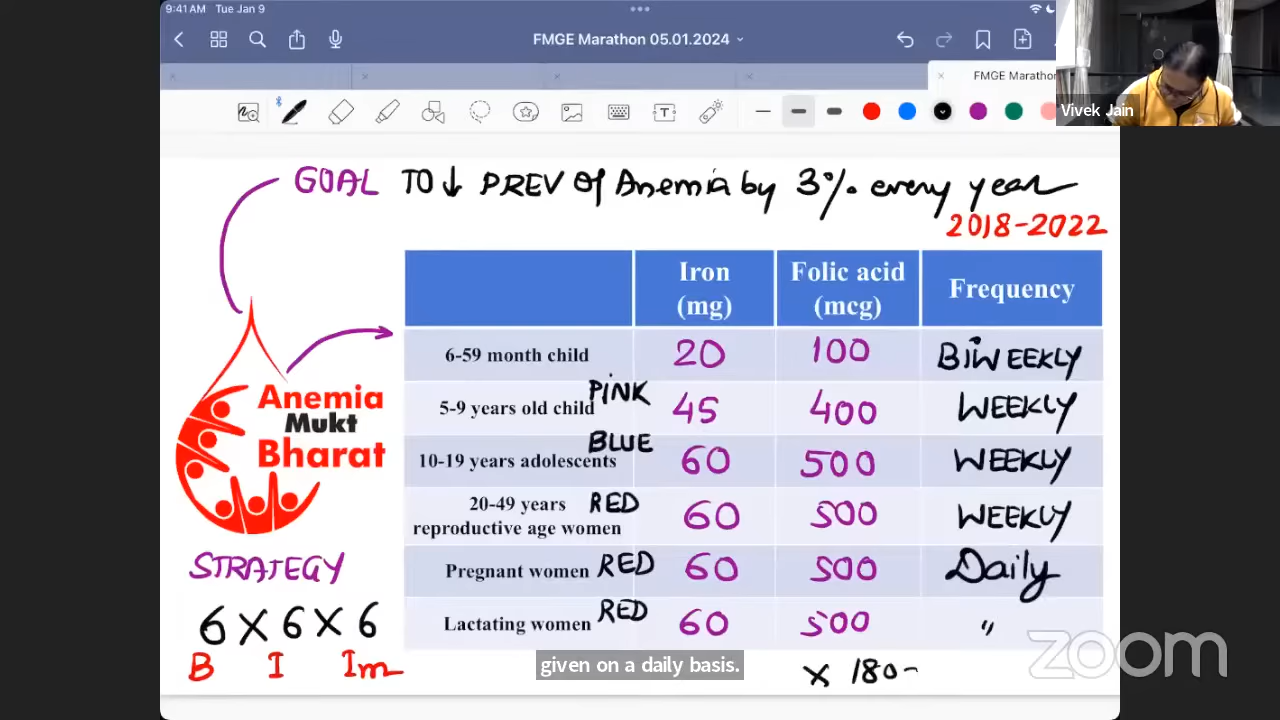 9:41 AM Tue Jan 9
FMGE Marathon 05.01.2024
FMGE Marathon
Vivek Jain
GOAL TO ↓ PREV Of Anemia by 3% every year
2018-2022
Iron (mg) Folic acid (mcg) Frequency
6-59 month child 20 100 BiWEEKLY
5-9 years old child PiNK 45 400 WEEKLY
10-19 years adolescents BLUE 60 500 WEEKLY
20-49 years reproductive age women RED 60 500 WEEKLY
Pregnant women RED 60 500 Daily
Lactating women RED 60 500 "
× 180-
Anemia
Mukt
Bharat
STRATEGY
6 × 6 × 6
B I Im
given on a daily basis.
zoom